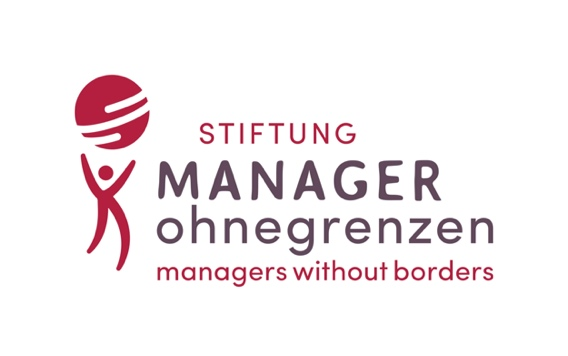 STIFTUNG
MANAGER
ohnegrenzen
managers without borders